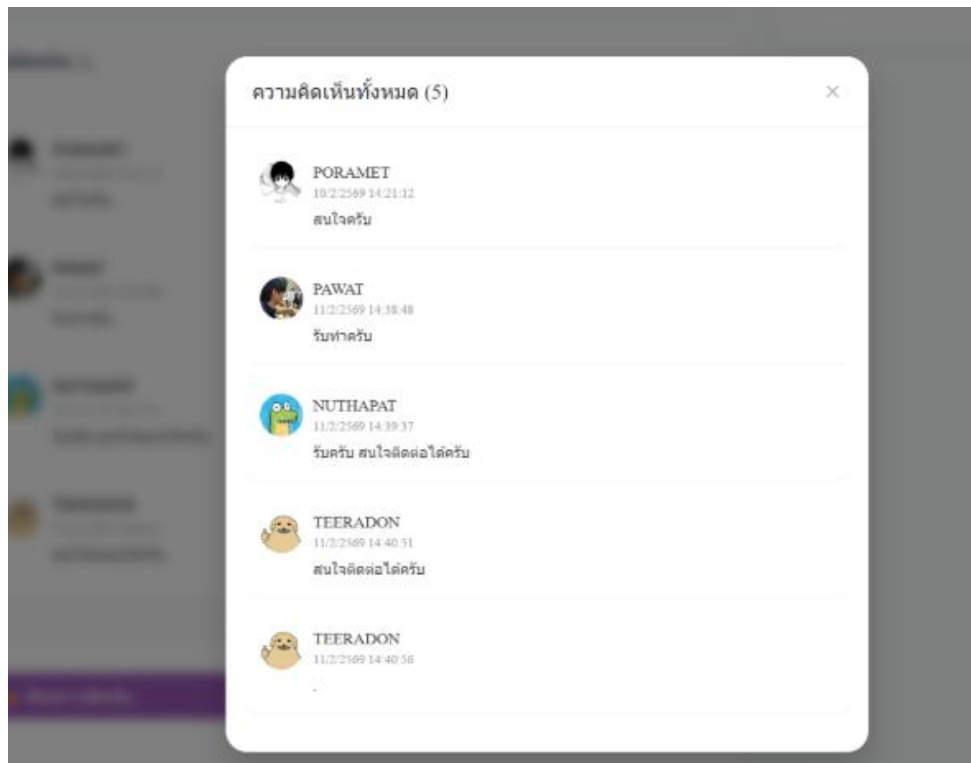 ความคิดเห็นทั้งหมด (5)
PORAMET
10/2/2569 14:21:12
สนใจครับ
PAWAT
11/2/2569 14:38:48
รับทำครับ
NUTHAPAT
11/2/2569 14:39:37
รับครับ สนใจติดต่อได้ครับ
TEERADON
11/2/2569 14:40:51
สนใจติดต่อได้ครับ
TEERADON
11/2/2569 14:40:56
.